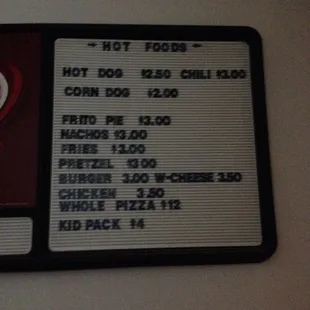 → HOT FOODS ←
HOT DOG $2.50 CHILI $3.00
CORN DOG $2.00
FRITO PIE $3.00
NACHOS $3.00
FRIES $3.00
PRETZEL $3.00
BURGER 3.00 W-CHEESE 3.50
CHICKEN 3.50
WHOLE PIZZA $12
KID PACK $4